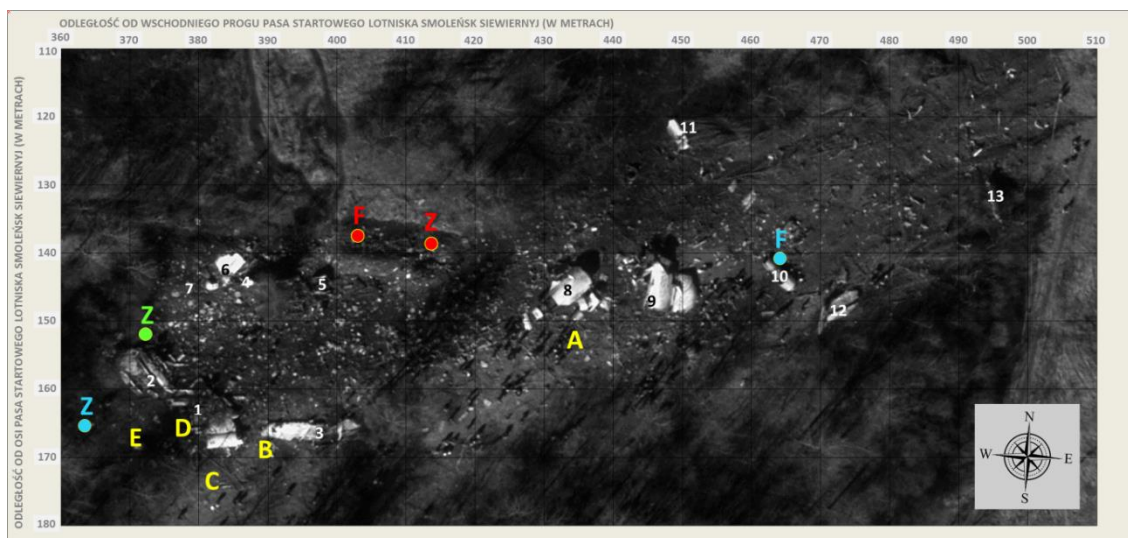 ODLEGŁOŚĆ OD WSCHODNIEGO PROGU PASA STARTOWEGO LOTNISKA SMOLEŃSK SIEWIERNYJ (W METRACH)
360 370 380 390 400 410 420 430 440 450 460 470 480 490 500 510
ODLEGŁOŚĆ OD OSI PASA STARTOWEGO LOTNISKA SMOLEŃSK SIEWIERNYJ (W METRACH)
110
120
11
130
13
F Z
F
140
6
4
10
7
5
8
9
12
Z
150
A
2
160
1
Z
D
3
E
B
170
C
180
N
W E
S